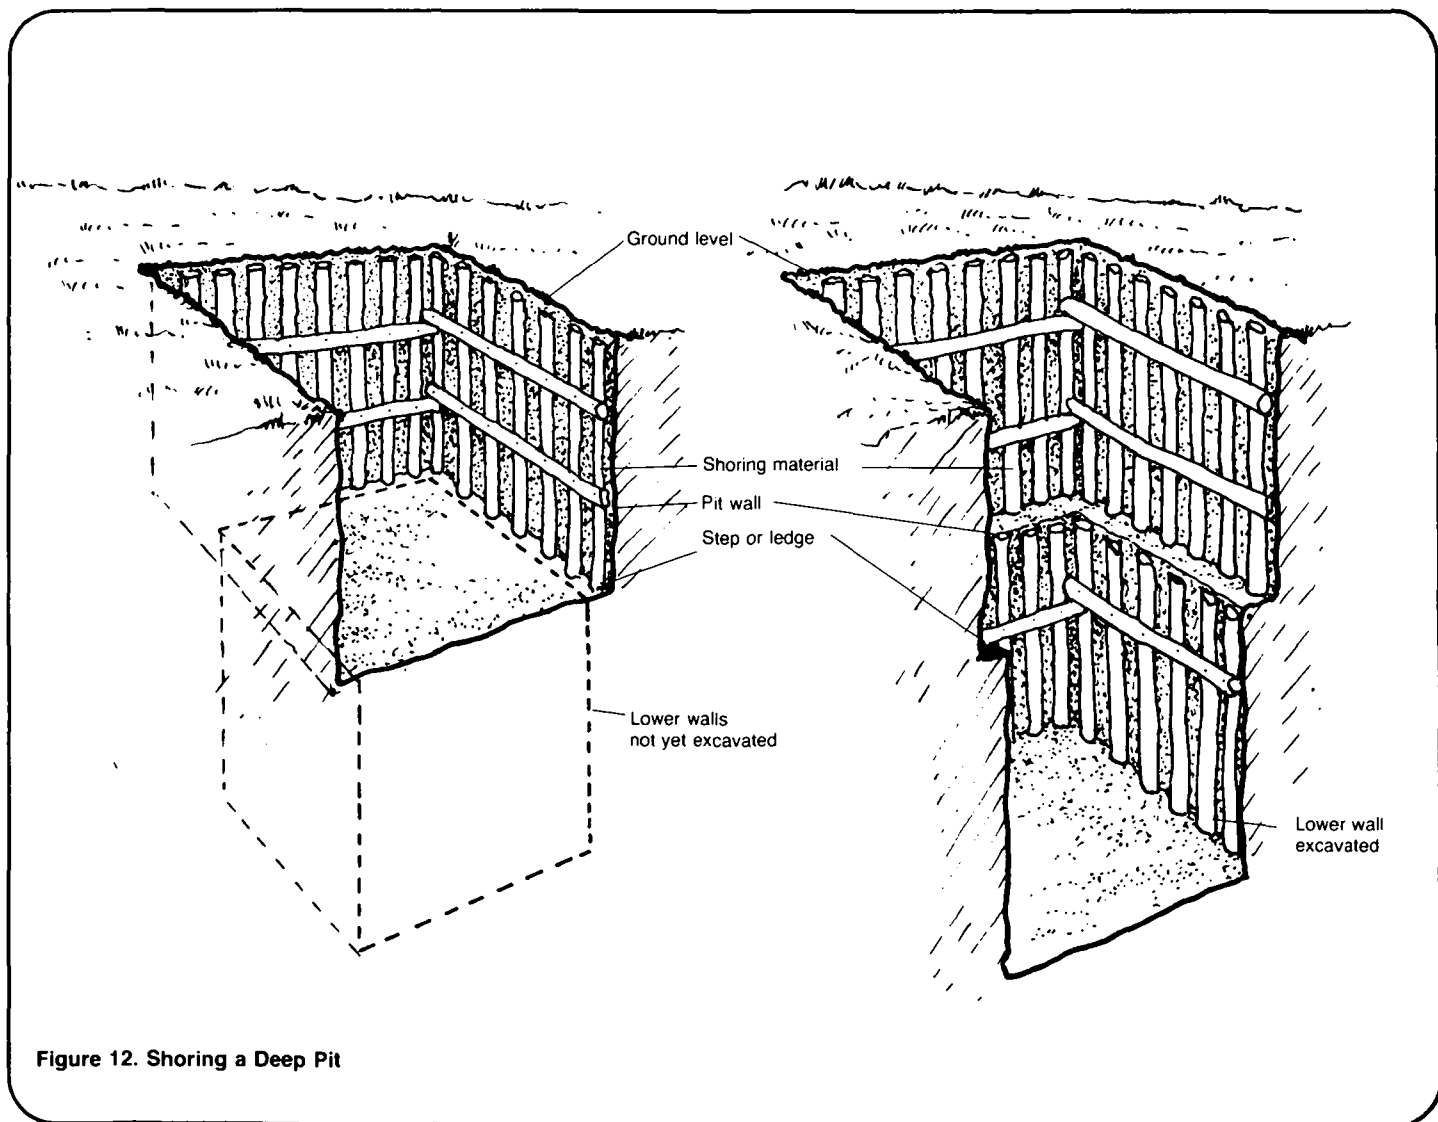 Ground level
Shoring material
Pit wall
Step or ledge
Lower walls
not yet excavated
Lower wall
excavated
Figure 12. Shoring a Deep Pit